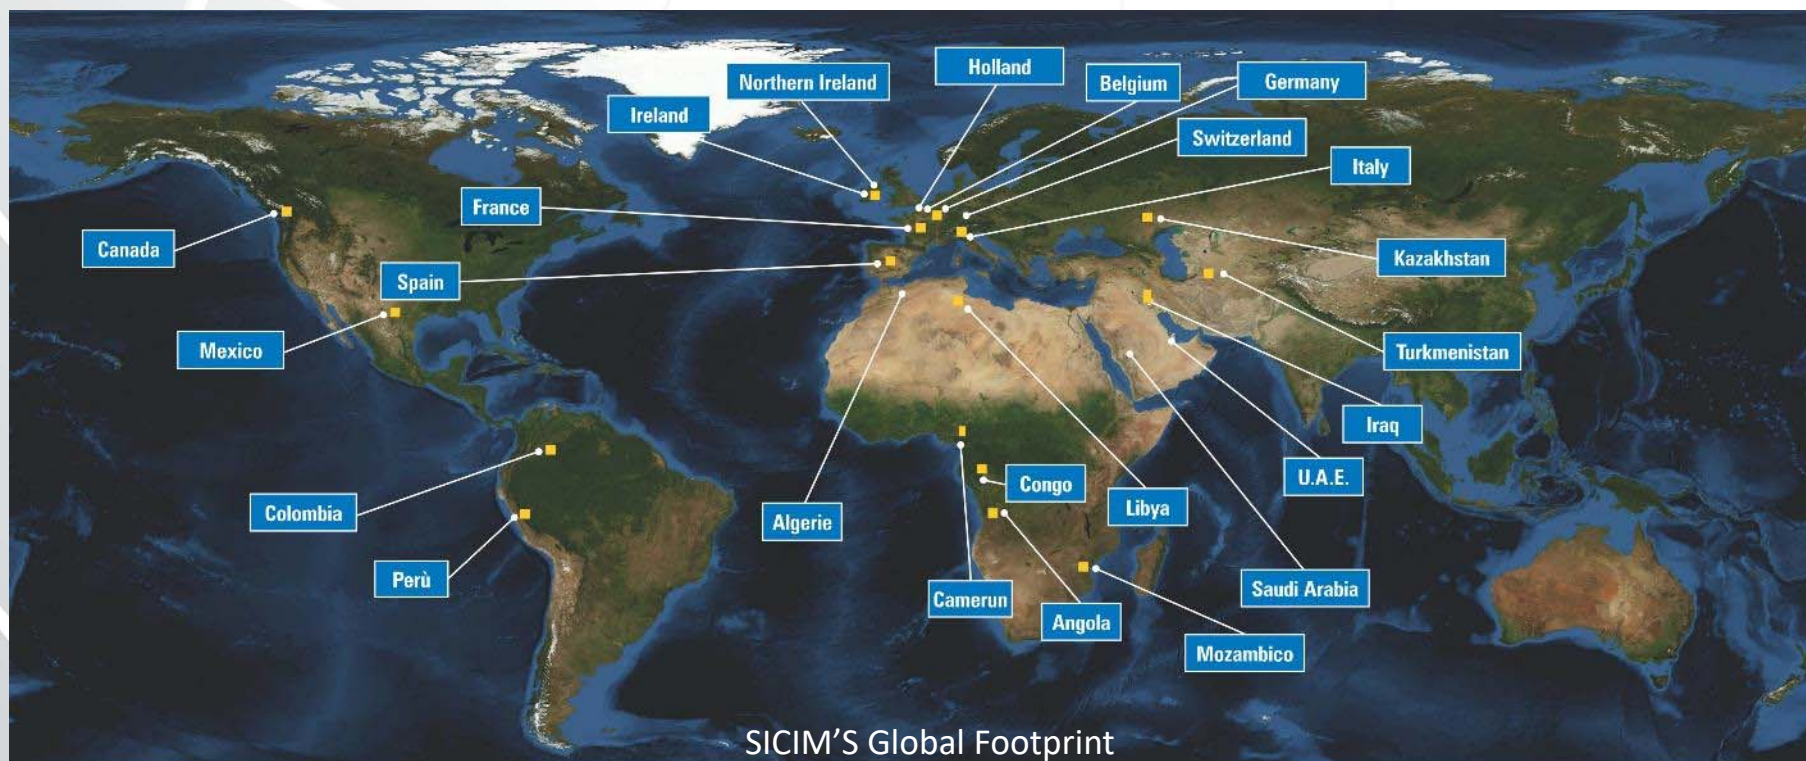 Holland
Northern Ireland
Belgium
Germany
Ireland
Switzerland
Italy
France
Canada
Kazakhstan
Spain
Mexico
Turkmenistan
Iraq
U.A.E.
Congo
Colombia
Algerie
Libya
Perù
Camerun
Saudi Arabia
Angola
Mozambico
SICIM’S Global Footprint